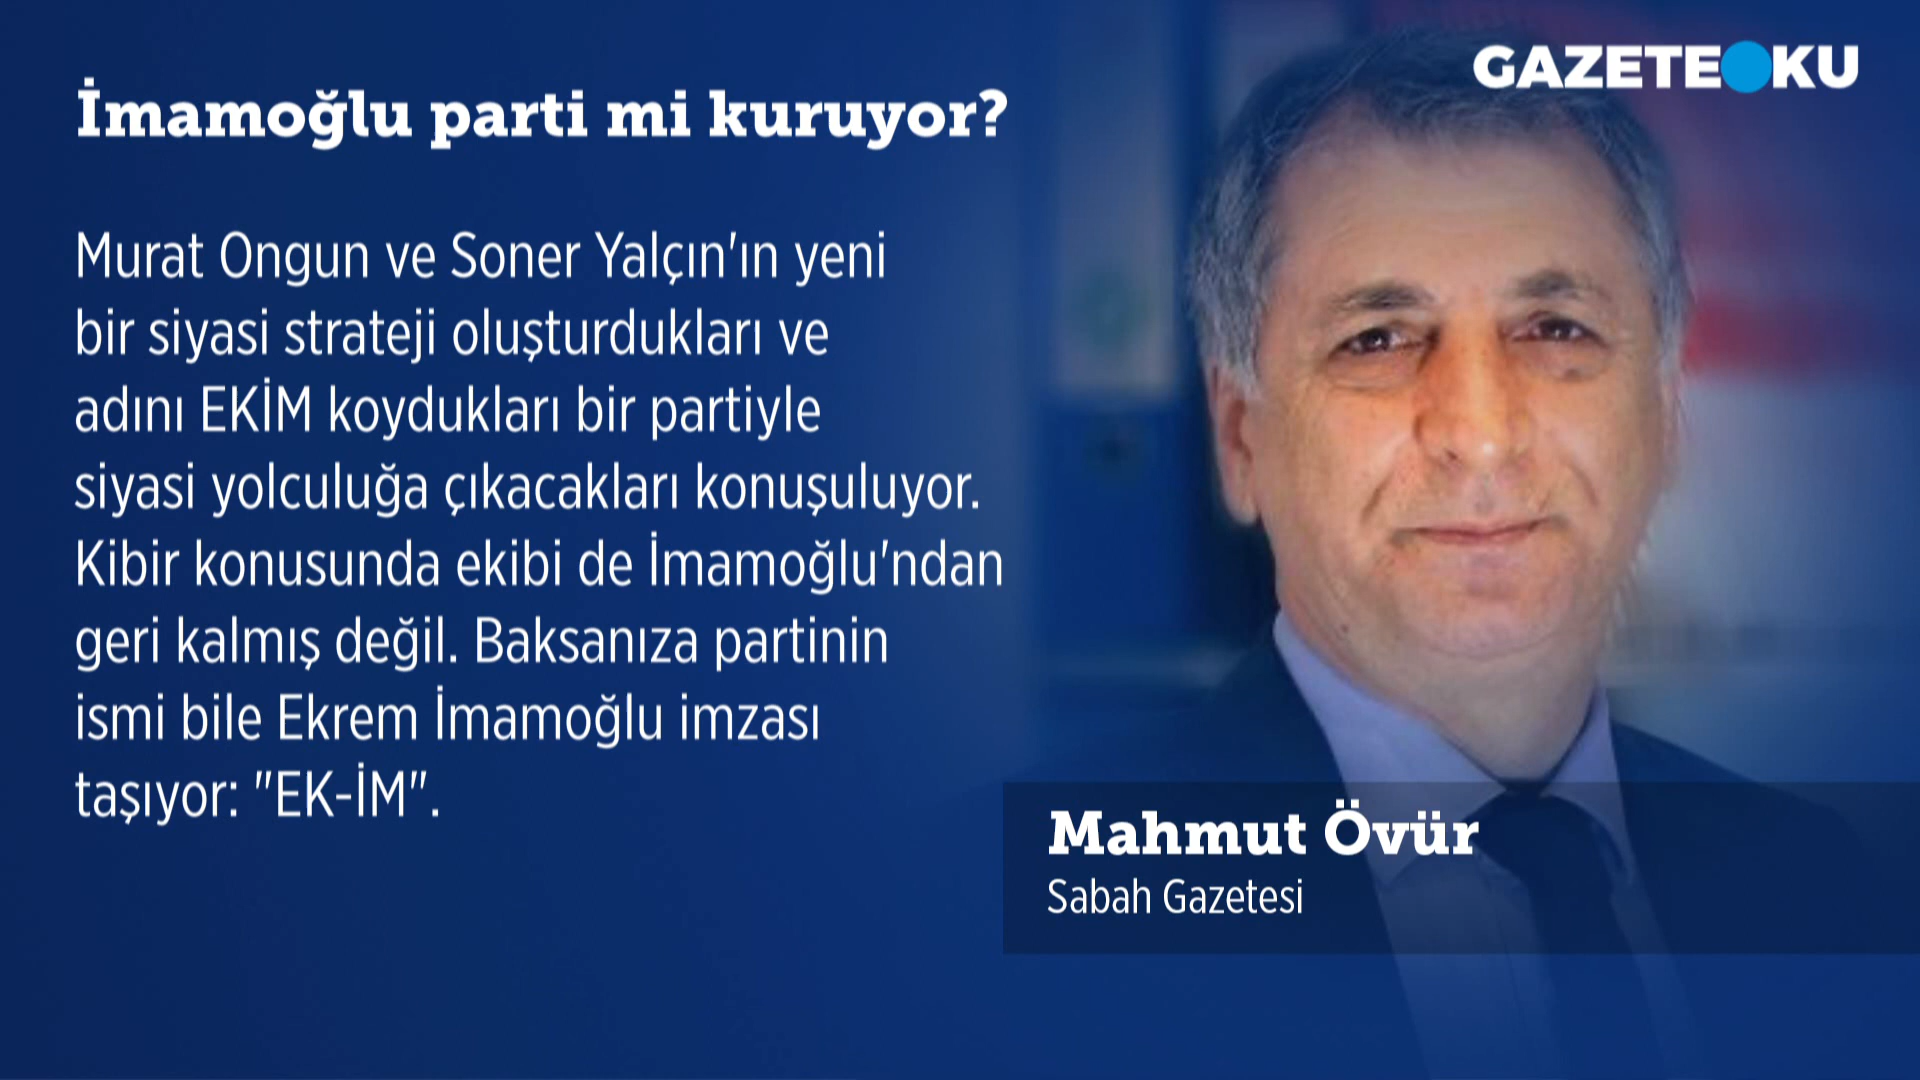 GAZETEOKU
İmamoğlu parti mi kuruyor?
Murat Ongun ve Soner Yalçın'ın yeni
bir siyasi strateji oluşturdukları ve
adını EKİM koydukları bir partiyle
siyasi yolculuğa çıkacakları konuşuluyor.
Kibir konusunda ekibi de İmamoğlu'ndan
geri kalmış değil. Baksanıza partinin
ismi bile Ekrem İmamoğlu imzası
taşıyor: "EK-İM".
Mahmut Övür
Sabah Gazetesi